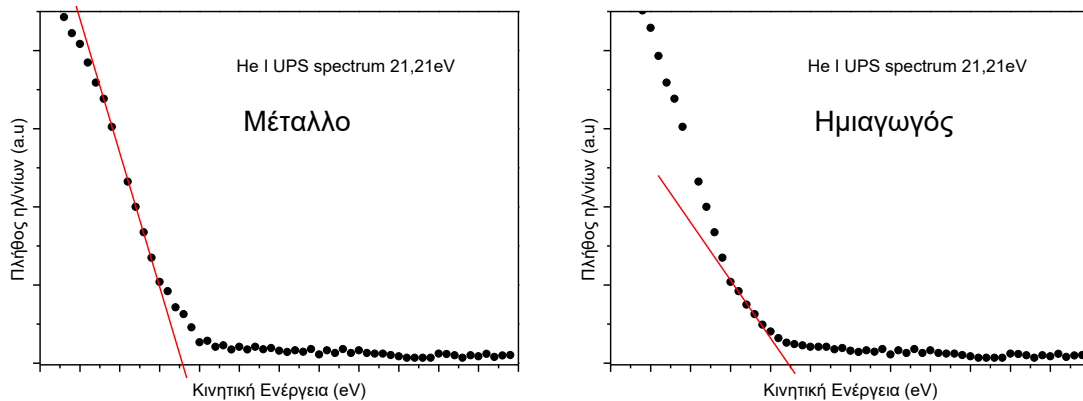 He I UPS spectrum 21,21eV
Μέταλλο
Πλήθος ηλ/νίων (a.u)
Κινητική Ενέργεια (eV)
He I UPS spectrum 21,21eV
Ημιαγωγός
Πλήθος ηλ/νίων (a.u)
Κινητική Ενέργεια (eV)